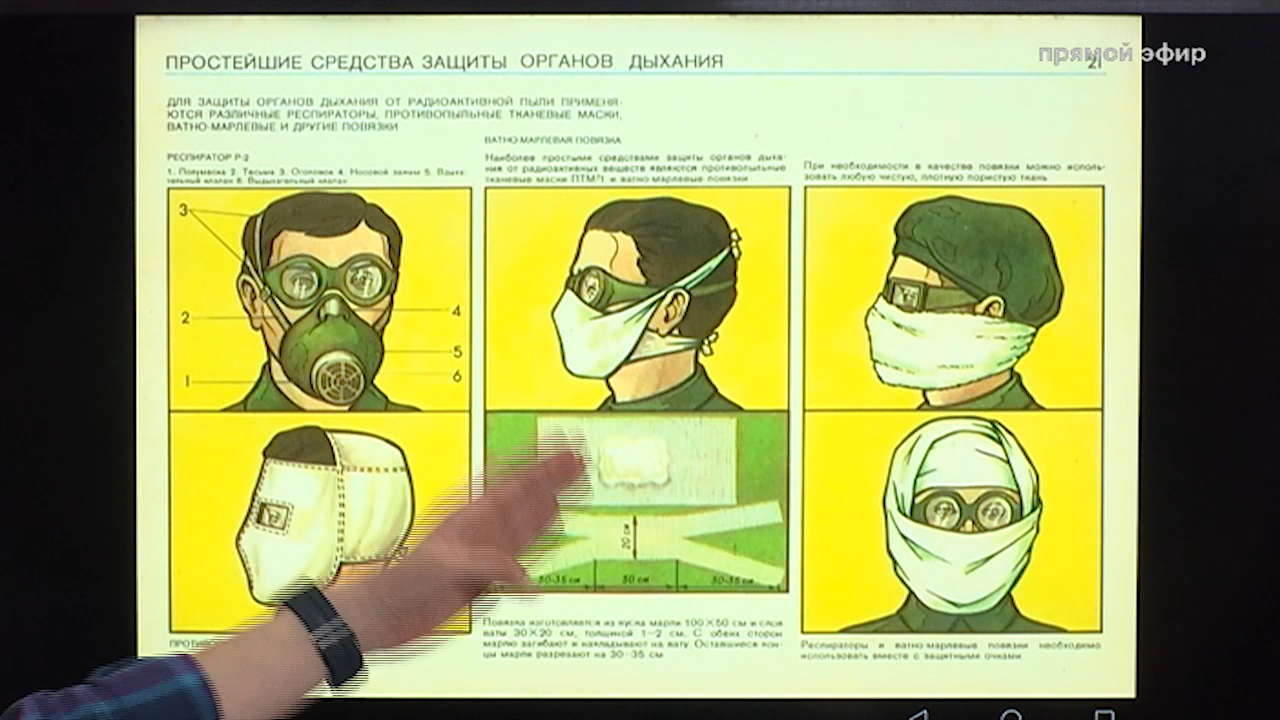 прямой эфир
ПРОСТЕЙШИЕ СРЕДСТВА ЗАЩИТЫ ОРГАНОВ ДЫХАНИЯ
21
ДЛЯ ЗАЩИТЫ ОРГАНОВ ДЫХАНИЯ ОТ РАДИОАКТИВНОЙ ПЫЛИ ПРИМЕНЯ-
ЮТСЯ РАЗЛИЧНЫЕ РЕСПИРАТОРЫ, ПРОТИВОПЫЛЬНЫЕ ТКАНЕВЫЕ МАСКИ,
ВАТНО-МАРЛЕВЫЕ И ДРУГИЕ ПОВЯЗКИ
РЕСПИРАТОР Р-2
1. Полумаска 2. Тесьма 3. Оголовок 4. Носовой зажим 5. Вдыха-
тельный клапан 6. Выдыхательный клапан
3
2
1
4
5
6
ВАТНО-МАРЛЕВАЯ ПОВЯЗКА
Наиболее простыми средствами защиты органов дыха-
ния от радиоактивных веществ являются противопыльные
тканевые маски ПТМ-1 и ватно-марлевые повязки
20 см
30-35 см
30 см
30-35 см
Повязка изготовляется из куска марли 100×50 см и слоя
ваты 30×20 см, толщиной 1-2 см. С обеих сторон
марлю загибают и накладывают на вату. Оставшиеся кон-
цы марли разрезают на 30-35 см
При необходимости в качестве повязки можно исполь-
зовать любую чистую, плотную пористую ткань
Респираторы и ватно-марлевые повязки необходимо
использовать вместе с защитными очками